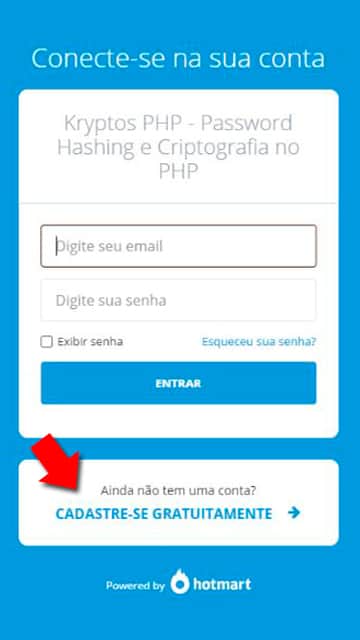 Conecte-se na sua conta
Kryptos PHP - Password
Hashing e Criptografia no
PHP
Digite seu email
Digite sua senha
Exibir senha
Esqueceu sua senha?
ENTRAR
Ainda não tem uma conta?
CADASTRE-SE GRATUITAMENTE
Powered by hotmart